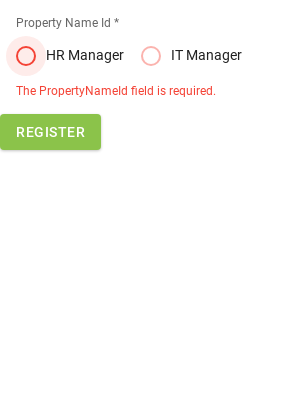 Property Name Id *
HR Manager IT Manager
The PropertyNameId field is required.
REGISTER